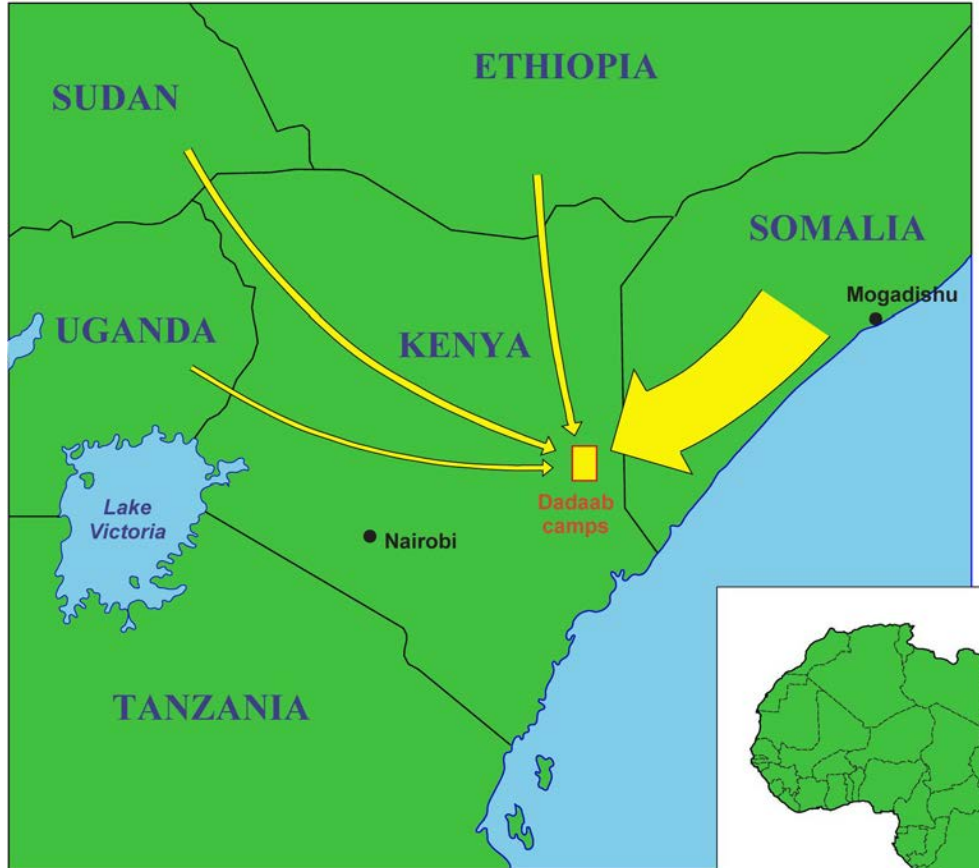 ETHIOPIA
SUDAN
SOMALIA
Mogadishu
UGANDA
KENYA
Dadaab
camps
Lake
Victoria
Nairobi
TANZANIA